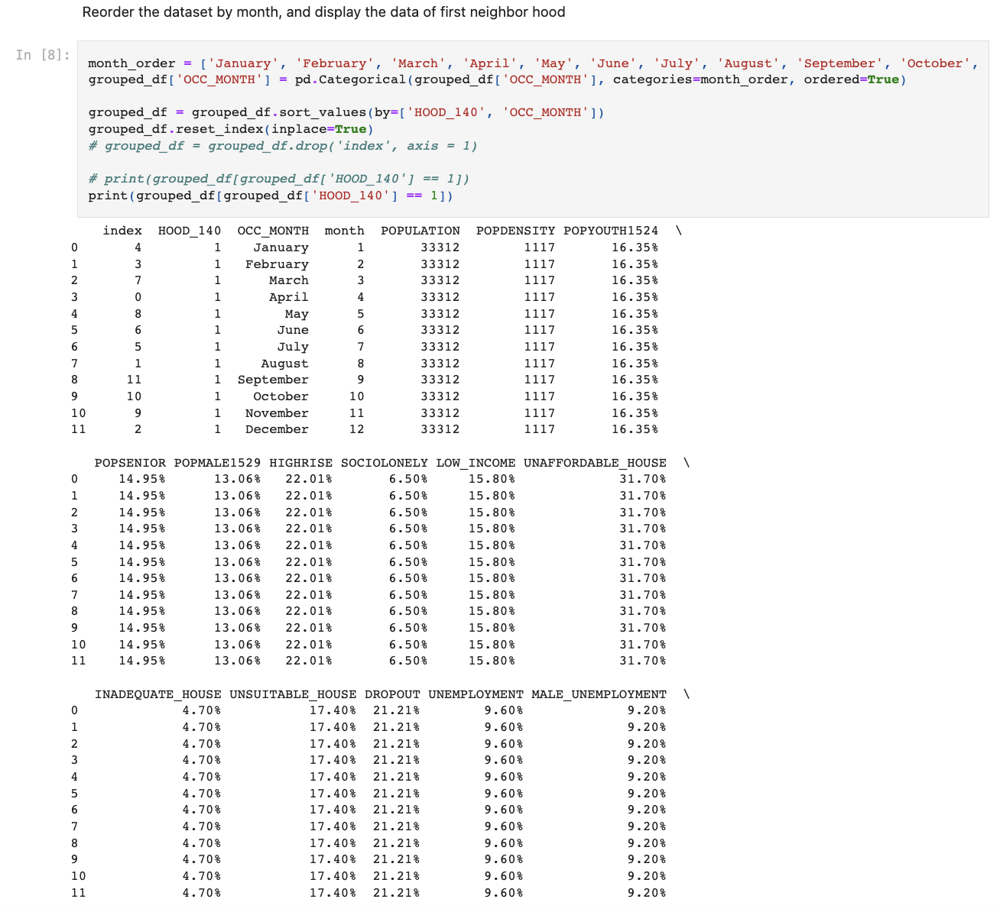 Reorder the dataset by month, and display the data of first neighbor hood
In [8]:
month_order = ['January', 'February', 'March', 'April', 'May', 'June', 'July', 'August', 'September', 'October',
grouped_df['OCC_MONTH'] = pd.Categorical(grouped_df['OCC_MONTH'], categories=month_order, ordered=True)
grouped_df = grouped_df.sort_values(by=['HOOD_140', 'OCC_MONTH'])
grouped_df.reset_index(inplace=True)
# grouped_df = grouped_df.drop('index', axis = 1)
# print(grouped_df[grouped_df['HOOD_140'] == 1])
print(grouped_df[grouped_df['HOOD_140'] == 1])
index HOOD_140 OCC_MONTH month POPULATION POPDENSITY POPYOUTH1524 \
0 4 1 January 1 33312 1117 16.35%
1 3 1 February 2 33312 1117 16.35%
2 7 1 March 3 33312 1117 16.35%
3 0 1 April 4 33312 1117 16.35%
4 8 1 May 5 33312 1117 16.35%
5 6 1 June 6 33312 1117 16.35%
6 5 1 July 7 33312 1117 16.35%
7 1 1 August 8 33312 1117 16.35%
8 11 1 September 9 33312 1117 16.35%
9 10 1 October 10 33312 1117 16.35%
10 9 1 November 11 33312 1117 16.35%
11 2 1 December 12 33312 1117 16.35%
POPSENIOR POPMALE1529 HIGHRISE SOCIOLONELY LOW_INCOME UNAFFORDABLE_HOUSE \
0 14.95% 13.06% 22.01% 6.50% 15.80% 31.70%
1 14.95% 13.06% 22.01% 6.50% 15.80% 31.70%
2 14.95% 13.06% 22.01% 6.50% 15.80% 31.70%
3 14.95% 13.06% 22.01% 6.50% 15.80% 31.70%
4 14.95% 13.06% 22.01% 6.50% 15.80% 31.70%
5 14.95% 13.06% 22.01% 6.50% 15.80% 31.70%
6 14.95% 13.06% 22.01% 6.50% 15.80% 31.70%
7 14.95% 13.06% 22.01% 6.50% 15.80% 31.70%
8 14.95% 13.06% 22.01% 6.50% 15.80% 31.70%
9 14.95% 13.06% 22.01% 6.50% 15.80% 31.70%
10 14.95% 13.06% 22.01% 6.50% 15.80% 31.70%
11 14.95% 13.06% 22.01% 6.50% 15.80% 31.70%
INADEQUATE_HOUSE UNSUITABLE_HOUSE DROPOUT UNEMPLOYMENT MALE_UNEMPLOYMENT \
0 4.70% 17.40% 21.21% 9.60% 9.20%
1 4.70% 17.40% 21.21% 9.60% 9.20%
2 4.70% 17.40% 21.21% 9.60% 9.20%
3 4.70% 17.40% 21.21% 9.60% 9.20%
4 4.70% 17.40% 21.21% 9.60% 9.20%
5 4.70% 17.40% 21.21% 9.60% 9.20%
6 4.70% 17.40% 21.21% 9.60% 9.20%
7 4.70% 17.40% 21.21% 9.60% 9.20%
8 4.70% 17.40% 21.21% 9.60% 9.20%
9 4.70% 17.40% 21.21% 9.60% 9.20%
10 4.70% 17.40% 21.21% 9.60% 9.20%
11 4.70% 17.40% 21.21% 9.60% 9.20%